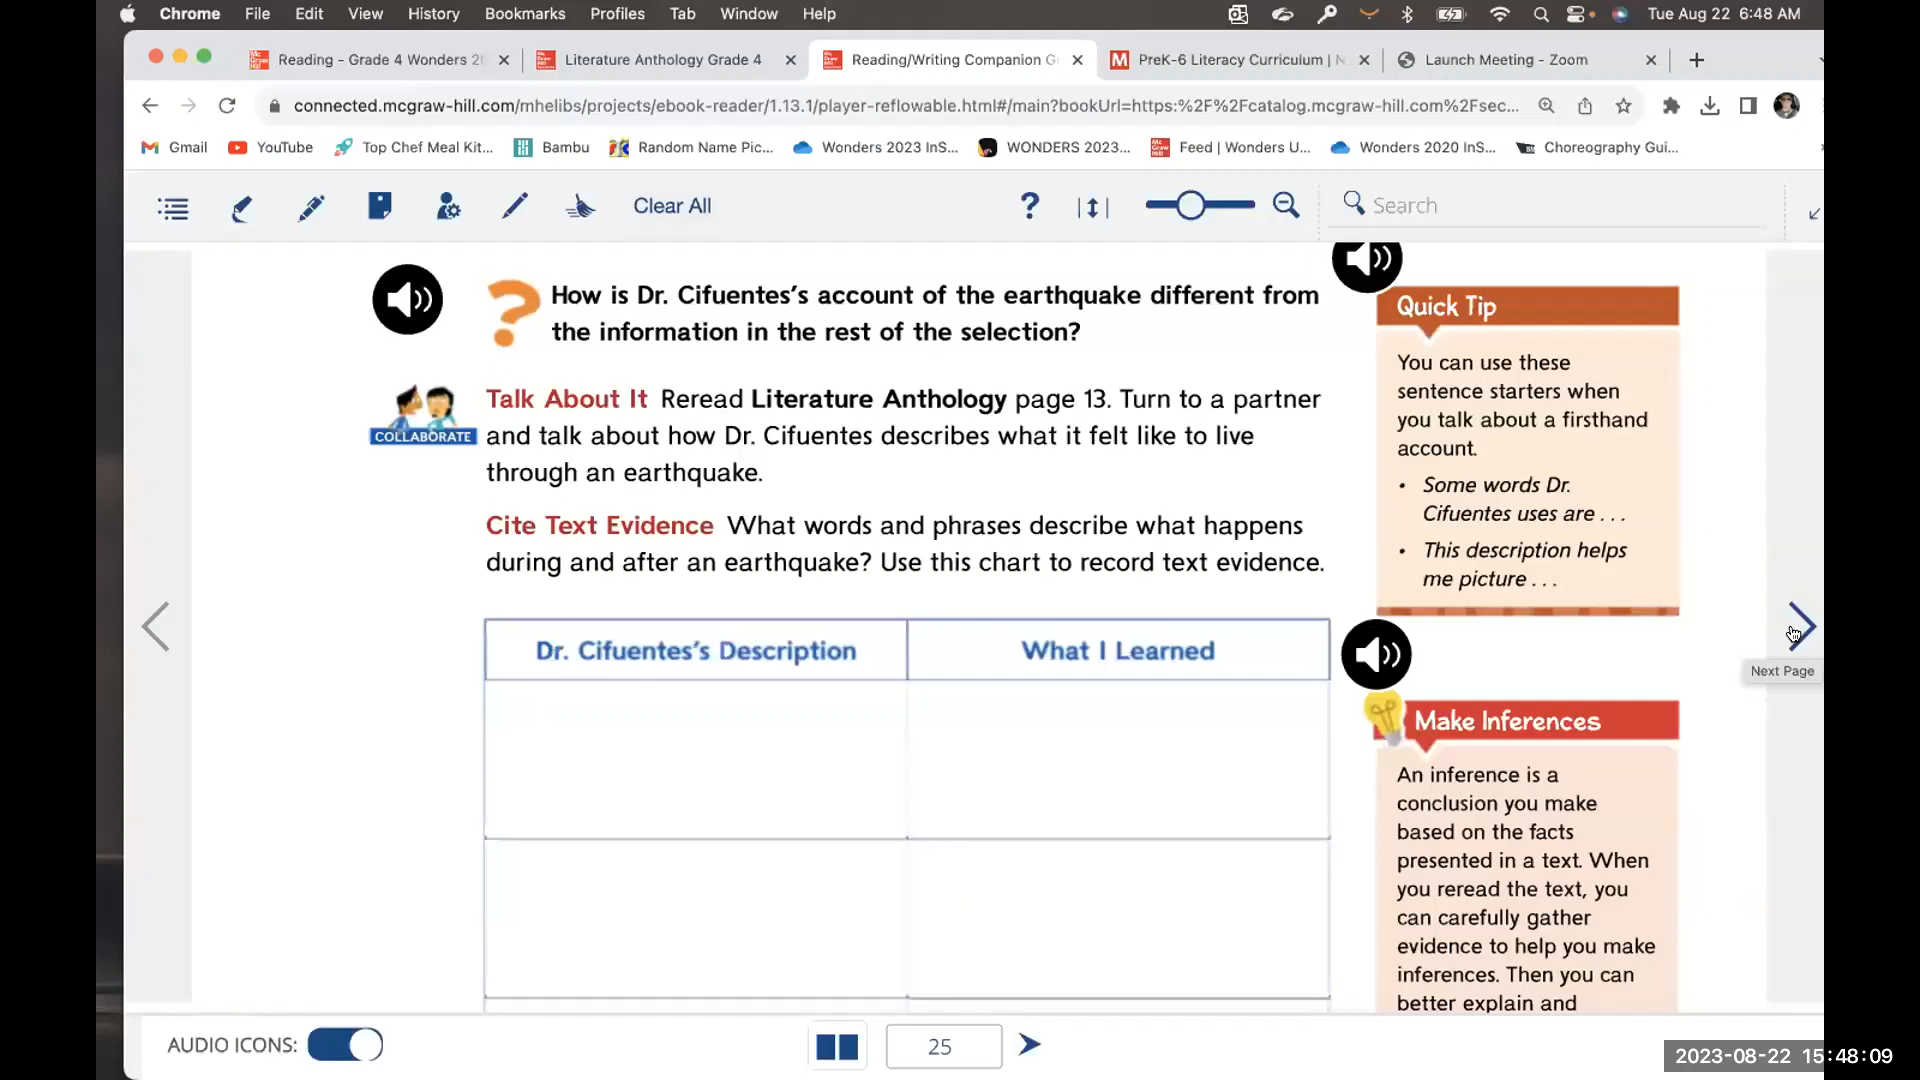 Chrome File Edit View History Bookmarks Profiles Tab Window Help Tue Aug 22 6:48 AM
Reading - Grade 4 Wonders 2 Literature Anthology Grade 4 Reading/Writing Companion G PreK-6 Literacy Curriculum | N Launch Meeting - Zoom
connected.mcgraw-hill.com/mhelibs/projects/ebook-reader/1.13.1/player-reflowable.html#/main?bookUrl=https:%2F%2Fcatalog.mcgraw-hill.com%2Fsec...
Gmail YouTube Top Chef Meal Kit... Bambu Random Name Pic... Wonders 2023 InS... WONDERS 2023... Feed | Wonders U... Wonders 2020 InS... Choreography Gui...
Clear All ? Search
How is Dr. Cifuentes's account of the earthquake different from
the information in the rest of the selection?
Talk About It Reread Literature Anthology page 13. Turn to a partner
and talk about how Dr. Cifuentes describes what it felt like to live
through an earthquake.
COLLABORATE
Cite Text Evidence What words and phrases describe what happens
during and after an earthquake? Use this chart to record text evidence.
Dr. Cifuentes's Description What I Learned
Quick Tip
You can use these
sentence starters when
you talk about a firsthand
account.
• Some words Dr.
Cifuentes uses are . . .
• This description helps
me picture . . .
Next Page
Make Inferences
An inference is a
conclusion you make
based on the facts
presented in a text. When
you reread the text, you
can carefully gather
evidence to help you make
inferences. Then you can
better explain and
AUDIO ICONS: 25
2023-08-22 15:48:09